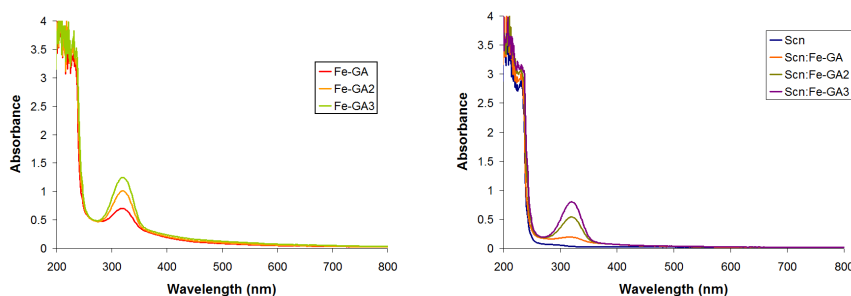 4
3.5
3
2.5
2
1.5
1
0.5
0
200 300 400 500 600 700 800
Absorbance
Wavelength (nm)
Fe-GA
Fe-GA2
Fe-GA3
4
3.5
3
2.5
2
1.5
1
0.5
0
200 300 400 500 600 700 800
Absorbance
Wavelength (nm)
Scn
Scn:Fe-GA
Scn:Fe-GA2
Scn:Fe-GA3